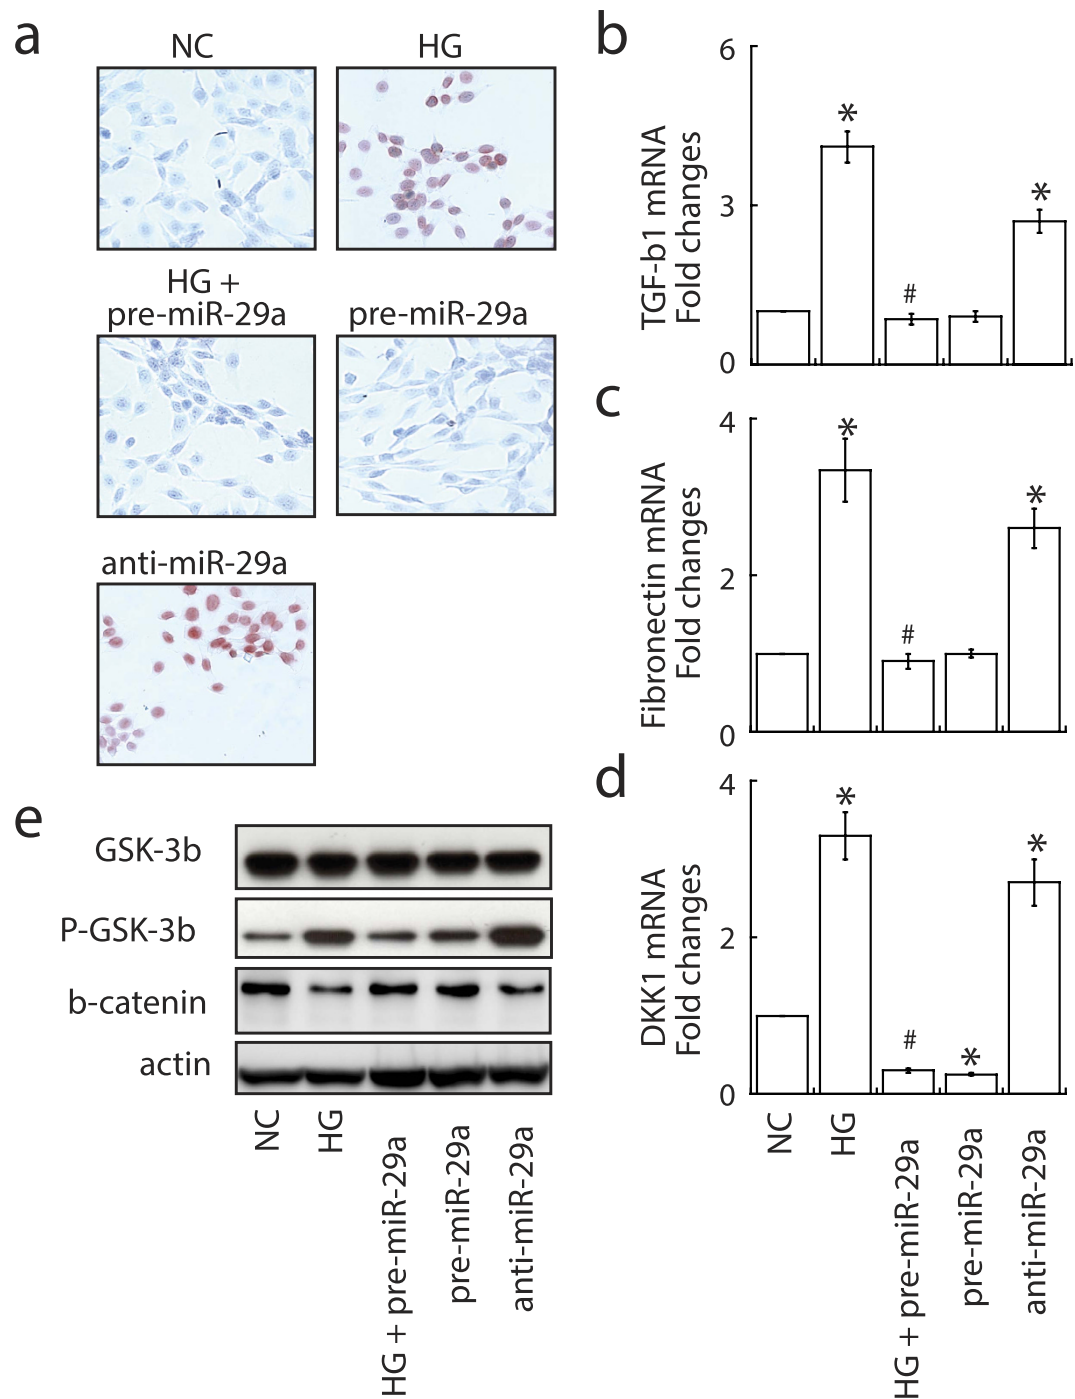 a
NC
HG
HG +
pre-miR-29a
pre-miR-29a
anti-miR-29a
b
TGF-b1 mRNA
Fold changes
6
3
0
*
#
*
c
Fibronectin mRNA
Fold changes
4
2
0
*
#
*
d
DKK1 mRNA
Fold changes
4
2
0
*
#
*
*
NC
HG
HG + pre-miR-29a
pre-miR-29a
anti-miR-29a
e
GSK-3b
P-GSK-3b
b-catenin
actin
NC
HG
HG + pre-miR-29a
pre-miR-29a
anti-miR-29a